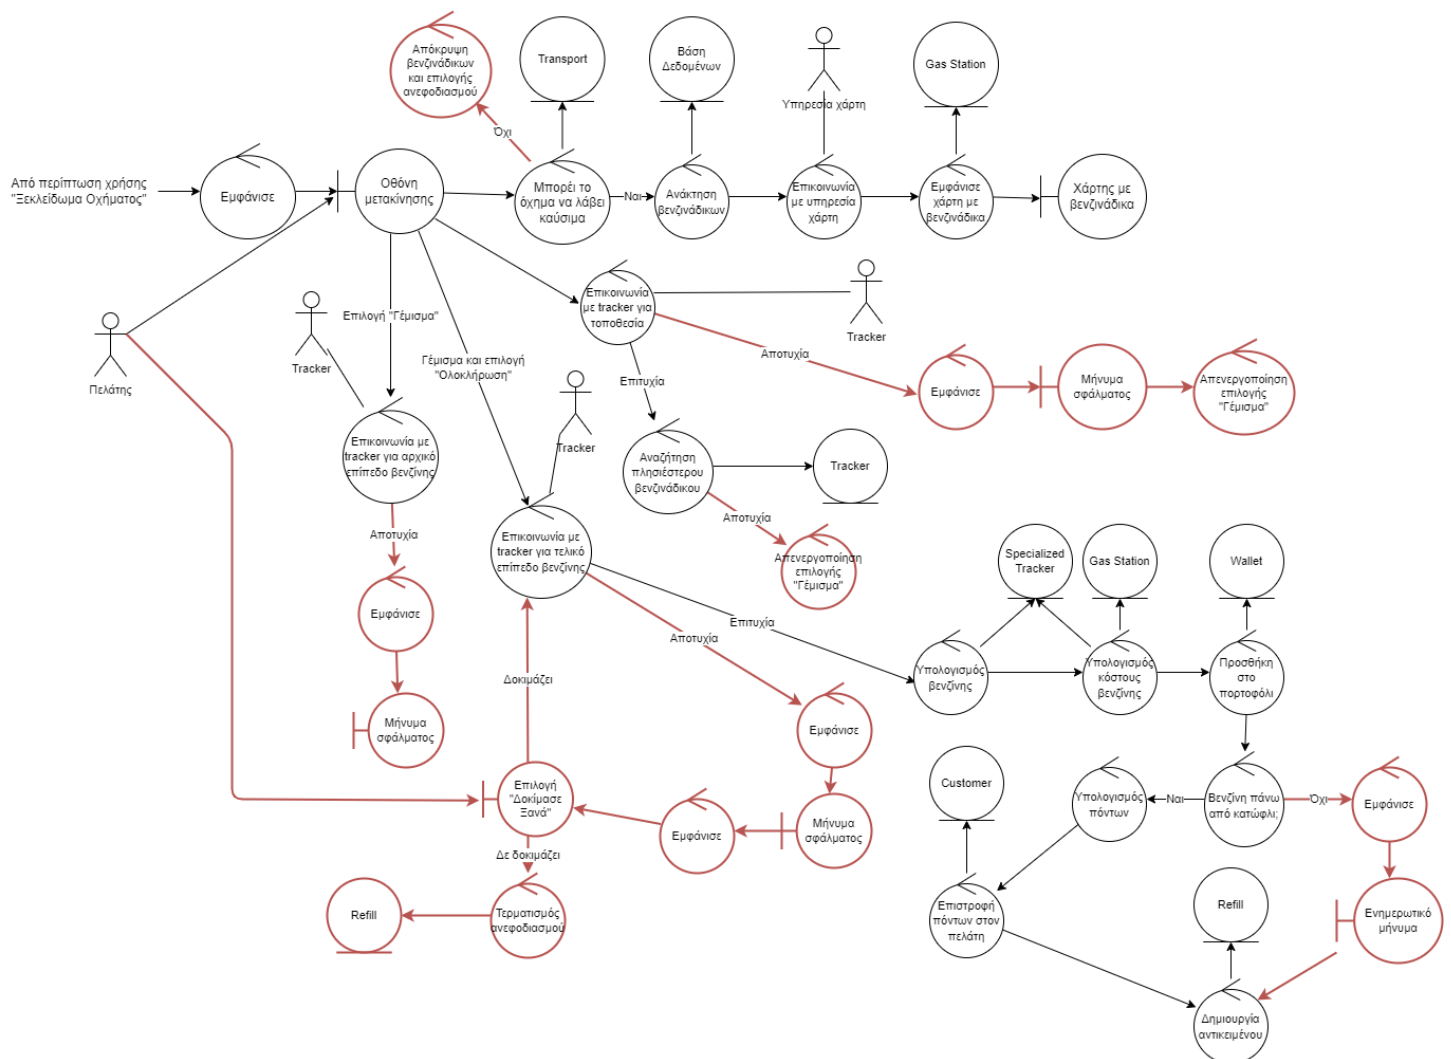 Απόκρυψη
βενζινάδικων
και επιλογής
ανεφοδιασμού
Transport
Βάση
Δεδομένων
Υπηρεσία χάρτη
Gas Station
Όχι
Από περίπτωση χρήσης
"Ξεκλείδωμα Οχήματος"
Εμφάνισε
Οθόνη
μετακίνησης
Μπορέι το
όχημα να λάβει
καύσιμα
Ναι
Ανάκτηση
βενζινάδικων
Επικοινωνία
με υπηρεσία
χάρτη
Εμφάνισε
χάρτη με
βενζινάδικα
Χάρτης με
βενζινάδικα
Πελάτης
Tracker
Επιλογή "Γέμισμα"
Γέμισμα και επιλογή
"Ολοκλήρωση"
Επικοινωνία
με tracker για
τοποθεσία
Tracker
Αποτυχία
Επιτυχία
Εμφάνισε
Μήνυμα
σφάλματος
Απενεργοποίηση
επιλογής
"Γέμισμα"
Tracker
Επικοινωνία με
tracker για αρχικό
επίπεδο βενζίνης
Αναζήτηση
πλησιέστερου
βενζινάδικου
Tracker
Αποτυχία
Απενεργοποίηση
επιλογής
"Γέμισμα"
Αποτυχία
Εμφάνισε
Μήνυμα
σφάλματος
Επικοινωνία με
tracker για τελικό
επίπεδο βενζίνης
Επιτυχία
Αποτυχία
Specialized
Tracker
Gas Station
Wallet
Υπολογισμός
βενζίνης
Υπολογισμός
κόστους
βενζίνης
Προσθήκη
στο
πορτοφόλι
Δοκιμάζει
Εμφάνισε
Μήνυμα
σφάλματος
Εμφάνισε
Επιλογή
"Δοκίμασε
Ξανά"
Δε δοκιμάζει
Τερματισμός
ανεφοδιασμού
Refill
Customer
Υπολογισμός
πόντων
Ναι
Βενζίνη πάνω
από κατώφλι;
Όχι
Εμφάνισε
Επιστροφή
πόντων στον
πελάτη
Refill
Ενημερωτικό
μήνυμα
Δημιουργία
αντικειμένου